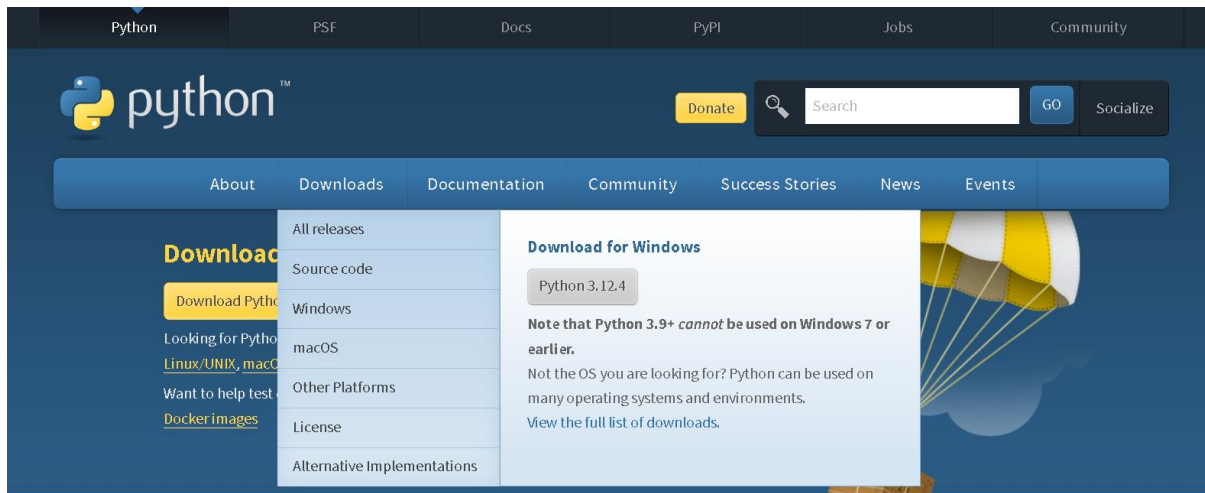 Python PSF Docs PyPI Jobs Community
python™
Donate Search GO Socialize
About Downloads Documentation Community Success Stories News Events
Download
Download Pytho
Looking for Pytho
Linux/UNIX, macO
Want to help test
Docker images
All releases
Source code
Windows
macOS
Other Platforms
License
Alternative Implementations
Download for Windows
Python 3.12.4
Note that Python 3.9+ cannot be used on Windows 7 or
earlier.
Not the OS you are looking for? Python can be used on
many operating systems and environments.
View the full list of downloads.